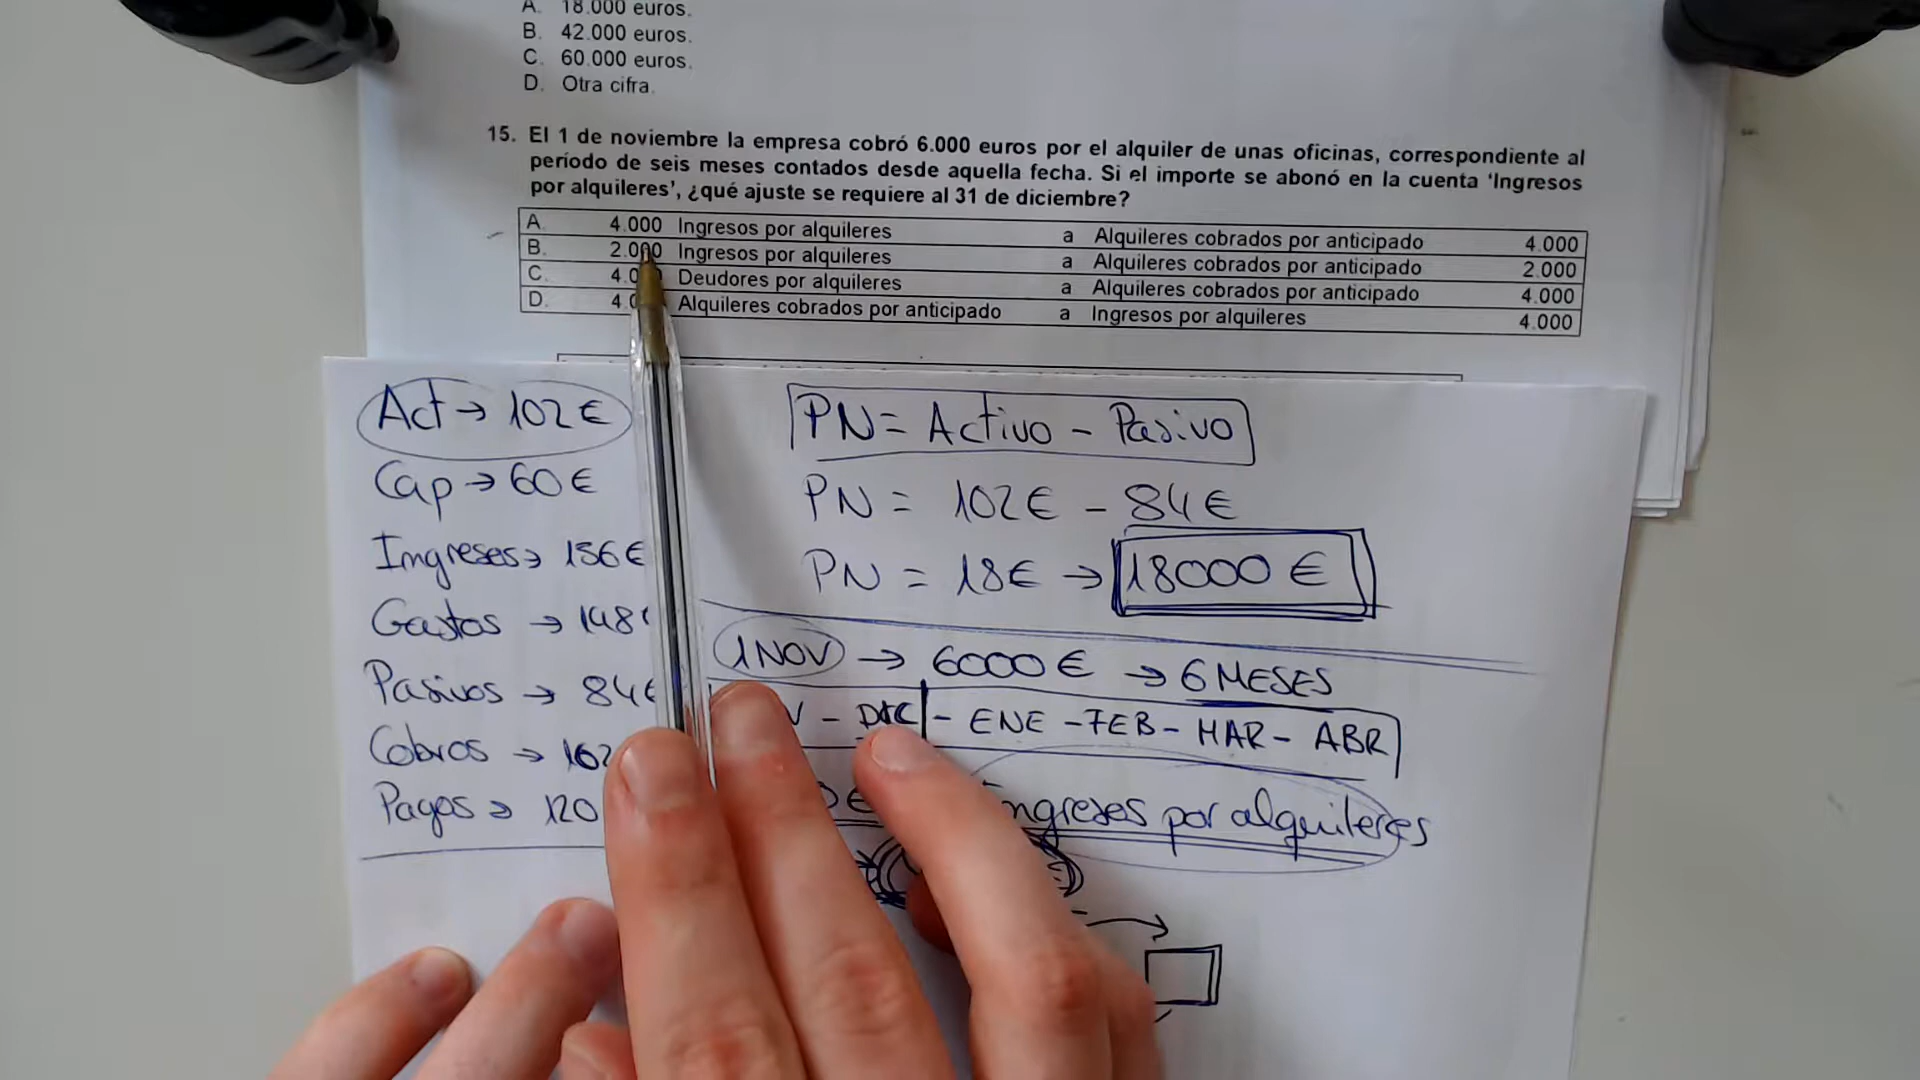 A. 18.000 euros.
B. 42.000 euros.
C. 60.000 euros.
D. Otra cifra.
15. El 1 de noviembre la empresa cobró 6.000 euros por el alquiler de unas oficinas, correspondiente al
período de seis meses contados desde aquella fecha. Si el importe se abonó en la cuenta 'Ingresos
por alquileres', ¿qué ajuste se requiere al 31 de diciembre?
A. 4.000 Ingresos por alquileres a Alquileres cobrados por anticipado 4.000
B. 2.000 Ingresos por alquileres a Alquileres cobrados por anticipado 2.000
C. Deudores por alquileres a Alquileres cobrados por anticipado 4.000
D. Alquileres cobrados por anticipado a Ingresos por alquileres 4.000
Act → 102€
Cap → 60€
Ingresos → 156€
Gastos → 148
Pasivos → 84€
Cobros → 162
Pagos → 120
PN = Activo - Pasivo
PN = 102€ - 84€
PN = 18€ → 18000 €
1 NOV → 6000 € → 6 MESES
- DIC - ENE - FEB - MAR - ABR
Ingresos por alquileres